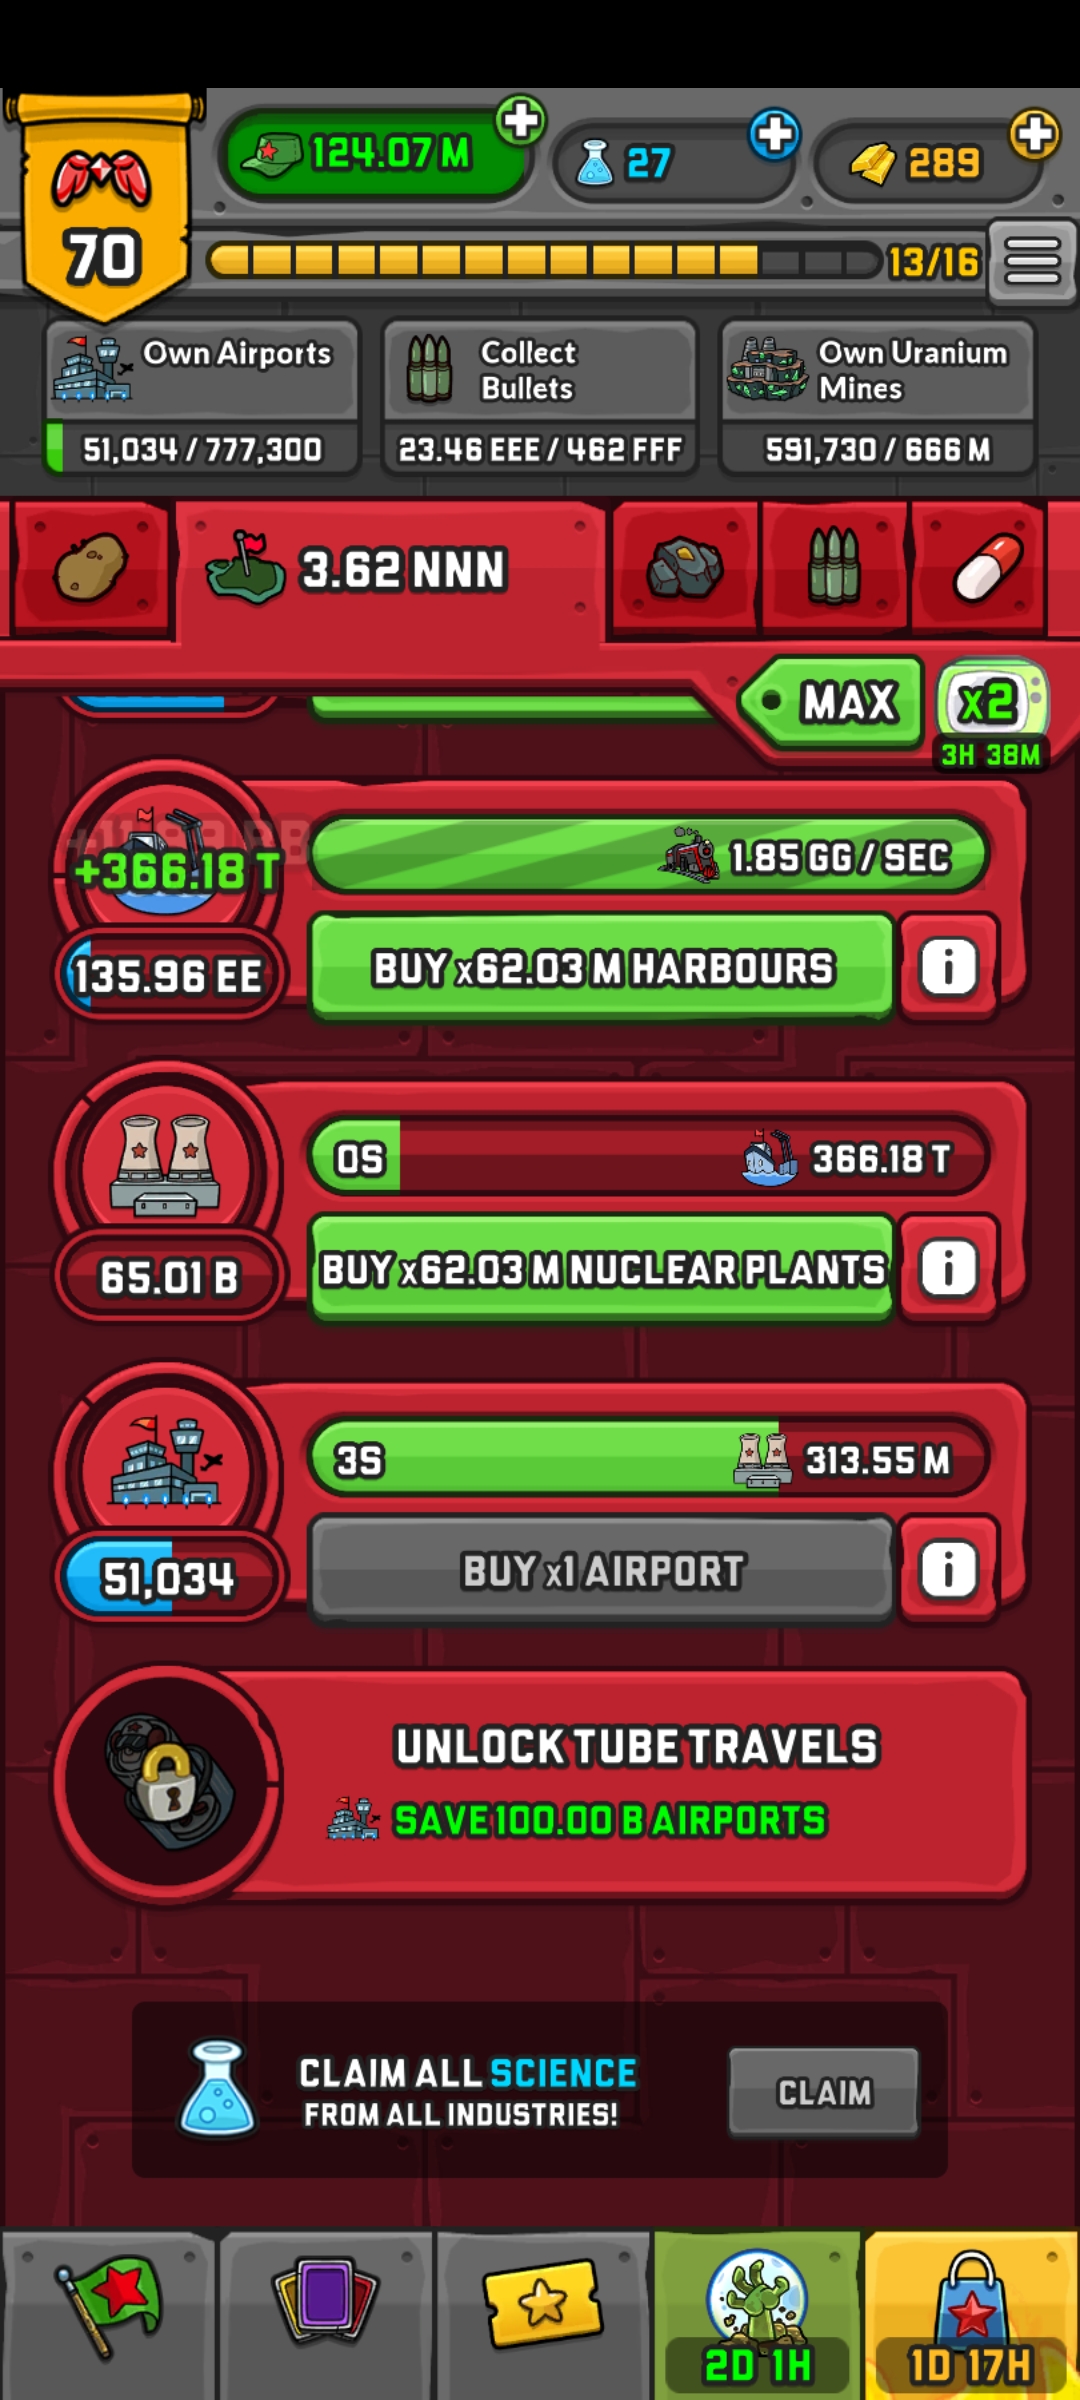 124.07 M
27
289
70
13/16
Own Airports
51,034 / 777,300
Collect
Bullets
23.46 EEE / 462 FFF
Own Uranium
Mines
591,730 / 666 M
3.62 NNN
MAX
x2
3H 38M
+366.18 T
1.85 GG / SEC
135.96 EE
BUY x62.03 M HARBOURS
i
0S
366.18 T
65.01 B
BUY x62.03 M NUCLEAR PLANTS
i
3S
313.55 M
51,034
BUY x1 AIRPORT
i
UNLOCK TUBE TRAVELS
SAVE 100.00 B AIRPORTS
CLAIM ALL SCIENCE
FROM ALL INDUSTRIES!
CLAIM
2D 1H
1D 17H